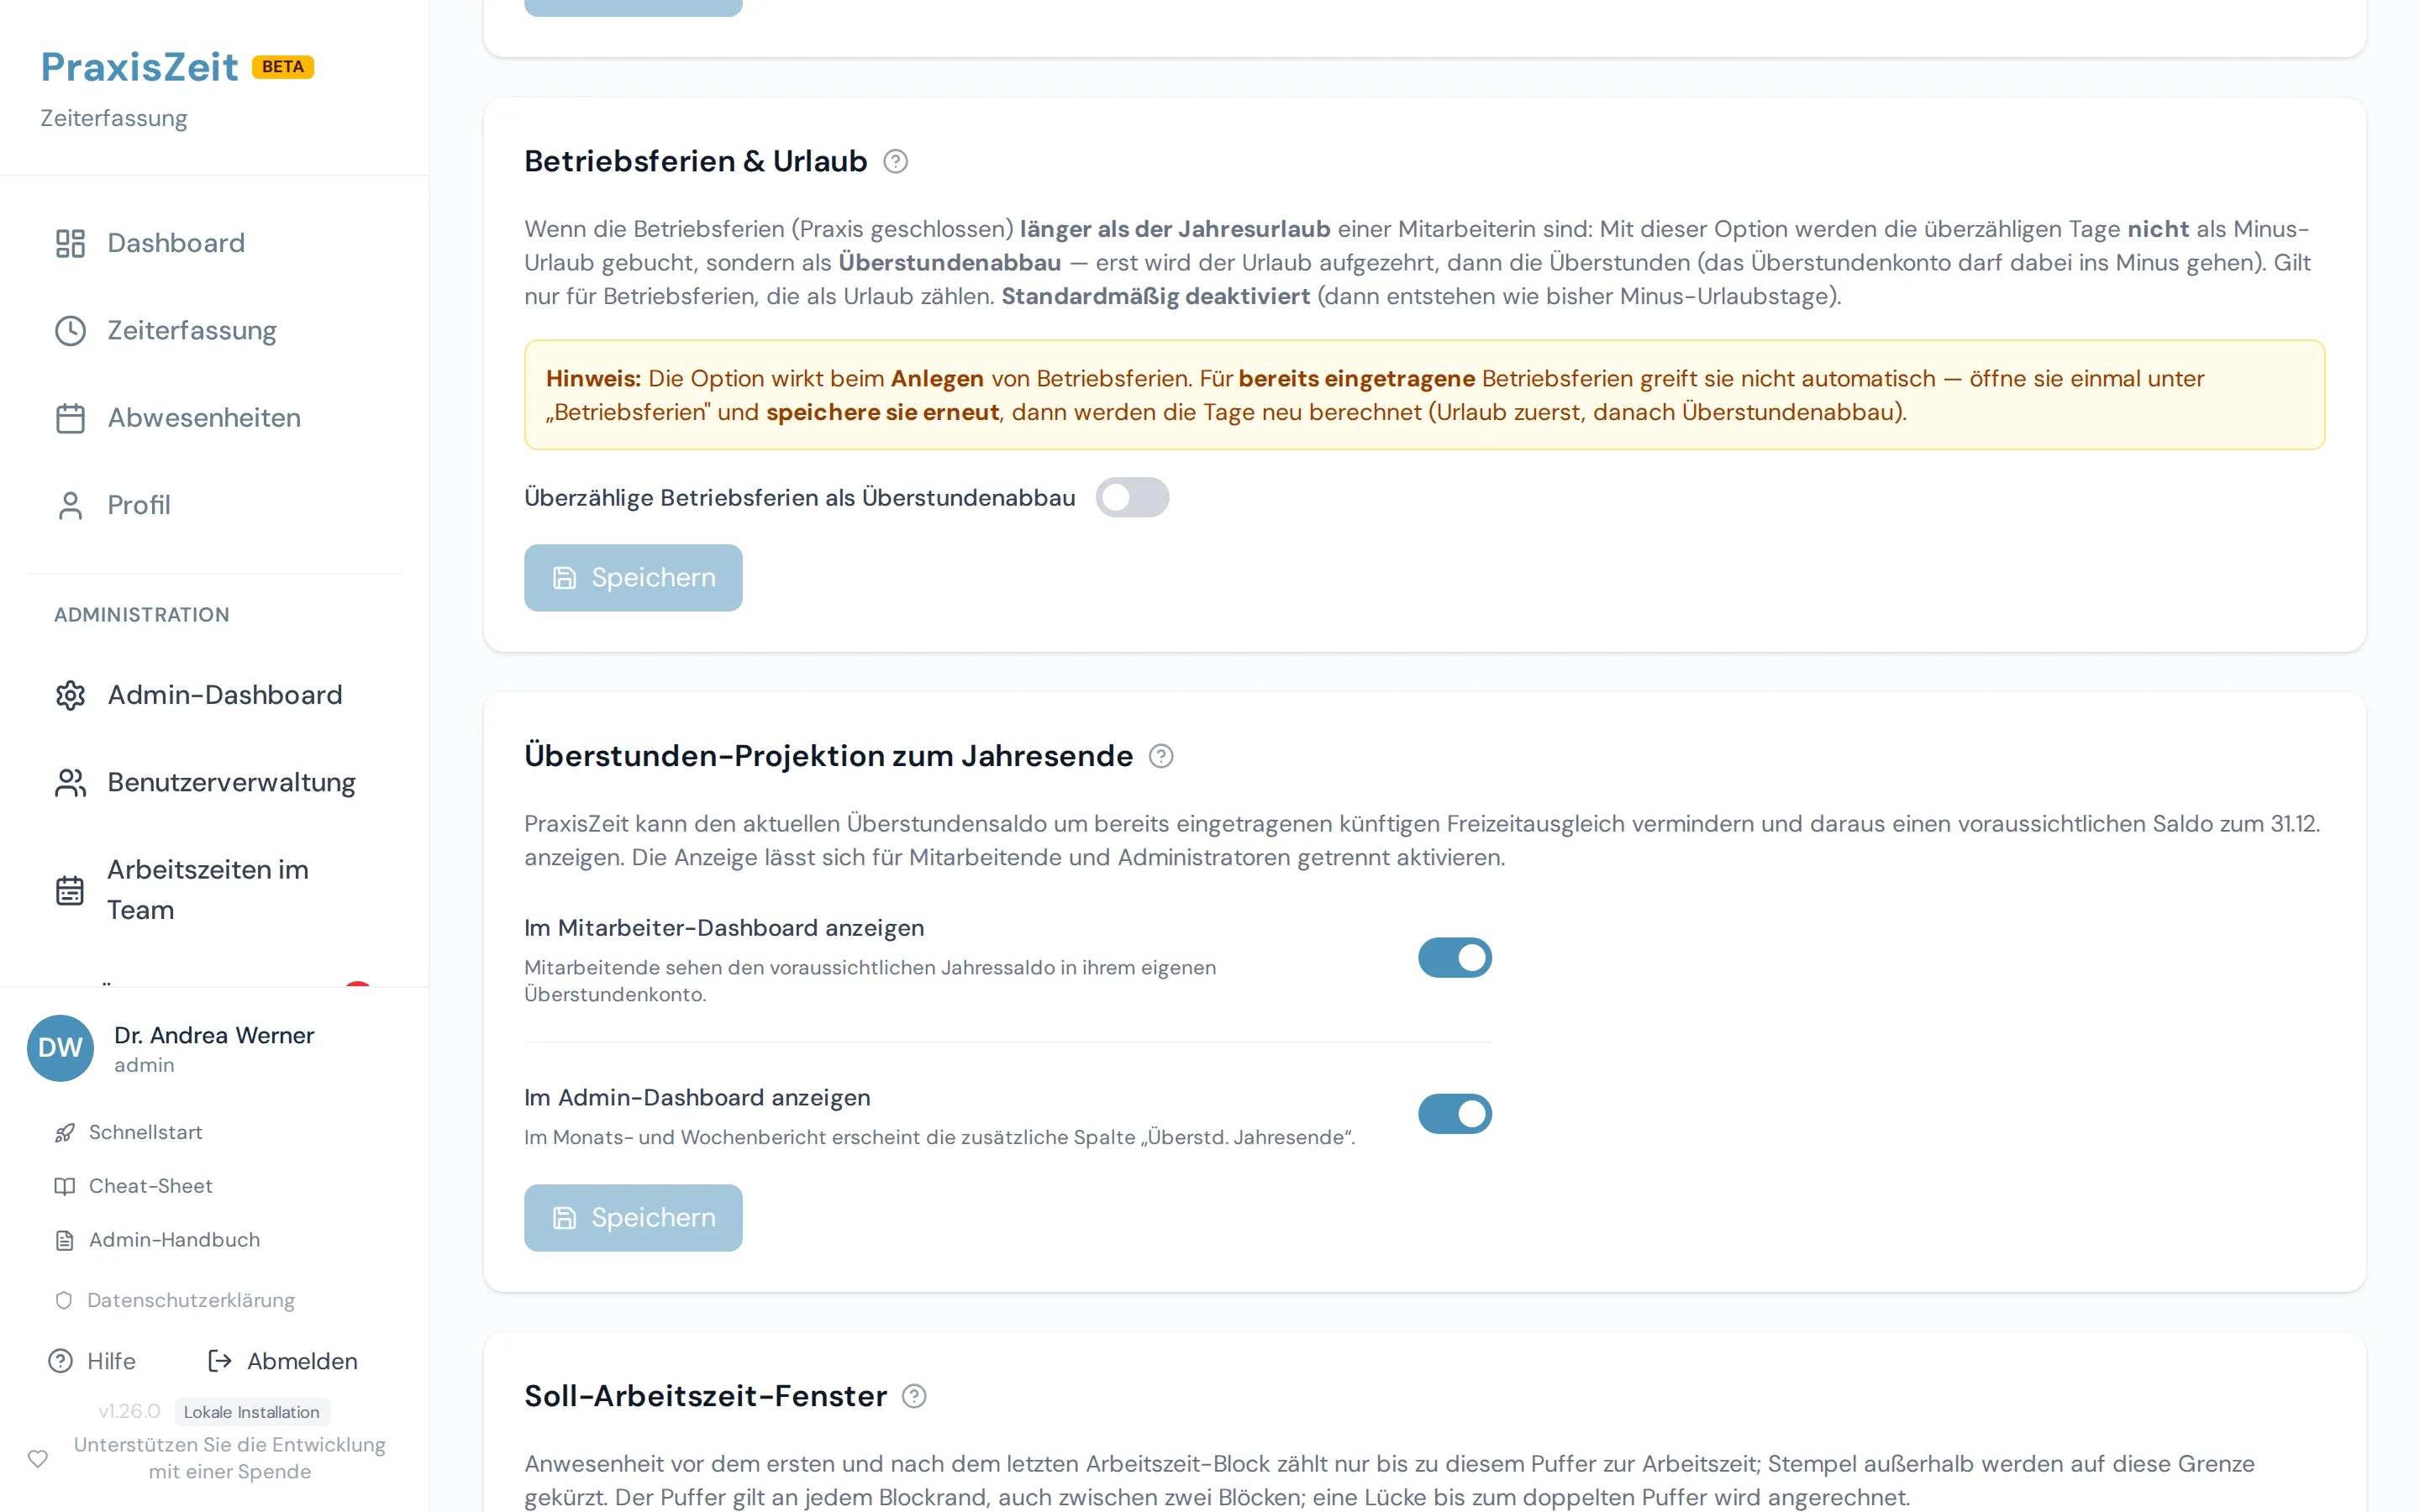 PraxisZeit BETA
Zeiterfassung
Dashboard
Zeiterfassung
Abwesenheiten
Profil
ADMINISTRATION
Admin-Dashboard
Benutzerverwaltung
Arbeitszeiten im
Team
DW
Dr. Andrea Werner
admin
Schnellstart
Cheat-Sheet
Admin-Handbuch
Datenschutzerklärung
Hilfe
Abmelden
v1.26.0 Lokale Installation
Unterstützen Sie die Entwicklung
mit einer Spende
Betriebsferien & Urlaub
Wenn die Betriebsferien (Praxis geschlossen) länger als der Jahresurlaub einer Mitarbeiterin sind: Mit dieser Option werden die überzähligen Tage nicht als Minus-
Urlaub gebucht, sondern als Überstundenabbau — erst wird der Urlaub aufgezehrt, dann die Überstunden (das Überstundenkonto darf dabei ins Minus gehen). Gilt
nur für Betriebsferien, die als Urlaub zählen. Standardmäßig deaktiviert (dann entstehen wie bisher Minus-Urlaubstage).
Hinweis: Die Option wirkt beim Anlegen von Betriebsferien. Für bereits eingetragene Betriebsferien greift sie nicht automatisch — öffne sie einmal unter
„Betriebsferien" und speichere sie erneut, dann werden die Tage neu berechnet (Urlaub zuerst, danach Überstundenabbau).
Überzählige Betriebsferien als Überstundenabbau
Speichern
Überstunden-Projektion zum Jahresende
PraxisZeit kann den aktuellen Überstundensaldo um bereits eingetragenen künftigen Freizeitausgleich vermindern und daraus einen voraussichtlichen Saldo zum 31.12.
anzeigen. Die Anzeige lässt sich für Mitarbeitende und Administratoren getrennt aktivieren.
Im Mitarbeiter-Dashboard anzeigen
Mitarbeitende sehen den voraussichtlichen Jahressaldo in ihrem eigenen
Überstundenkonto.
Im Admin-Dashboard anzeigen
Im Monats- und Wochenbericht erscheint die zusätzliche Spalte „Überstd. Jahresende“.
Speichern
Soll-Arbeitszeit-Fenster
Anwesenheit vor dem ersten und nach dem letzten Arbeitszeit-Block zählt nur bis zu diesem Puffer zur Arbeitszeit; Stempel außerhalb werden auf diese Grenze
gekürzt. Der Puffer gilt an jedem Blockrand, auch zwischen zwei Blöcken; eine Lücke bis zum doppelten Puffer wird angerechnet.